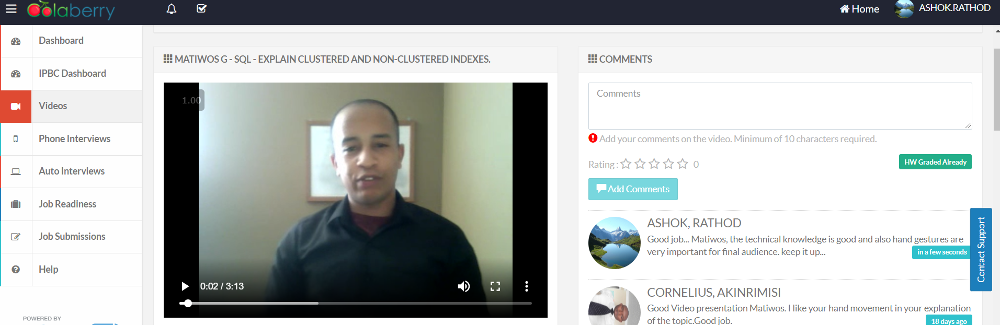 Colaberry
Home
ASHOK.RATHOD
Dashboard
IPBC Dashboard
Videos
Phone Interviews
Auto Interviews
Job Readiness
Job Submissions
Help
POWERED BY
MATIWOS G - SQL - EXPLAIN CLUSTERED AND NON-CLUSTERED INDEXES.
1.00
0:02 / 3:13
COMMENTS
Comments
Add your comments on the video. Minimum of 10 characters required.
Rating : 0
HW Graded Already
Add Comments
ASHOK, RATHOD
Good job... Matiwos, the technical knowledge is good and also hand gestures are
very important for final audience. keep it up...
in a few seconds
CORNELIUS, AKINRIMISI
Good Video presentation Matiwos. I like your hand movement in your explanation
of the topic.Good job.
18 days ago
Contact Support